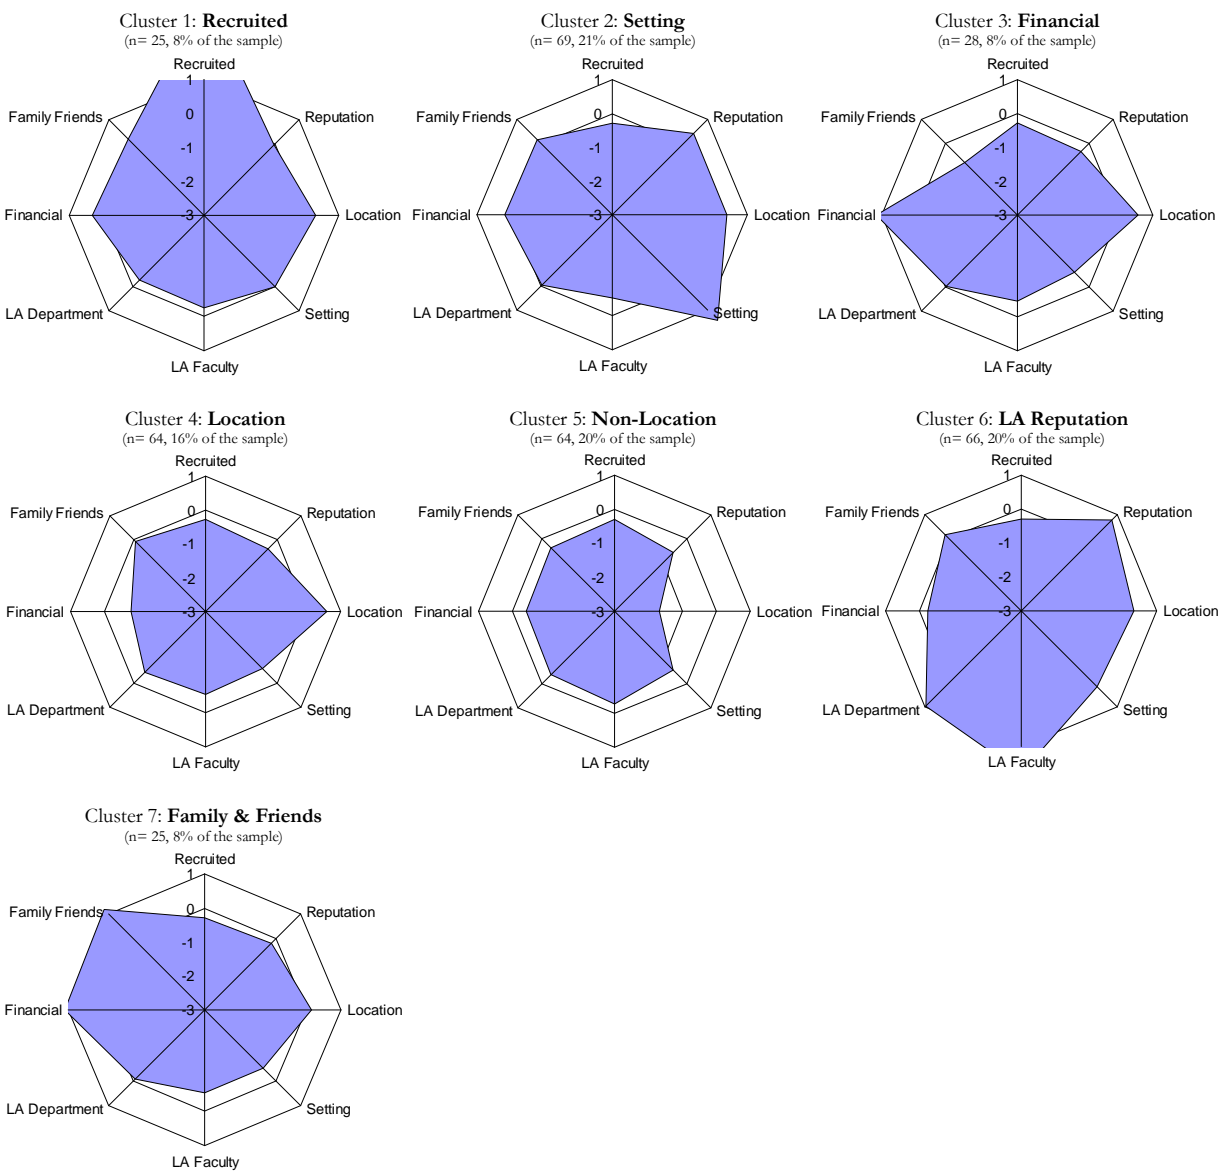 Cluster 1: Recruited
(n= 25, 8% of the sample)
Recruited
1
Family Friends
0
Reputation
-1
-2
Financial
-3
Location
LA Department
Setting
LA Faculty
Cluster 2: Setting
(n= 69, 21% of the sample)
Recruited
1
Family Friends
0
Reputation
-1
-2
Financial
-3
Location
LA Department
Setting
LA Faculty
Cluster 3: Financial
(n= 28, 8% of the sample)
Recruited
1
Family Friends
0
Reputation
-1
-2
Financial
-3
Location
LA Department
Setting
LA Faculty
Cluster 4: Location
(n= 64, 16% of the sample)
Recruited
1
Family Friends
0
Reputation
-1
-2
Financial
-3
Location
LA Department
Setting
LA Faculty
Cluster 5: Non-Location
(n= 64, 20% of the sample)
Recruited
1
Family Friends
0
Reputation
-1
-2
Financial
-3
Location
LA Department
Setting
LA Faculty
Cluster 6: LA Reputation
(n= 66, 20% of the sample)
Recruited
1
Family Friends
0
Reputation
-1
-2
Financial
-3
Location
LA Department
Setting
LA Faculty
Cluster 7: Family & Friends
(n= 25, 8% of the sample)
Recruited
1
Family Friends
0
Reputation
-1
-2
Financial
-3
Location
LA Department
Setting
LA Faculty